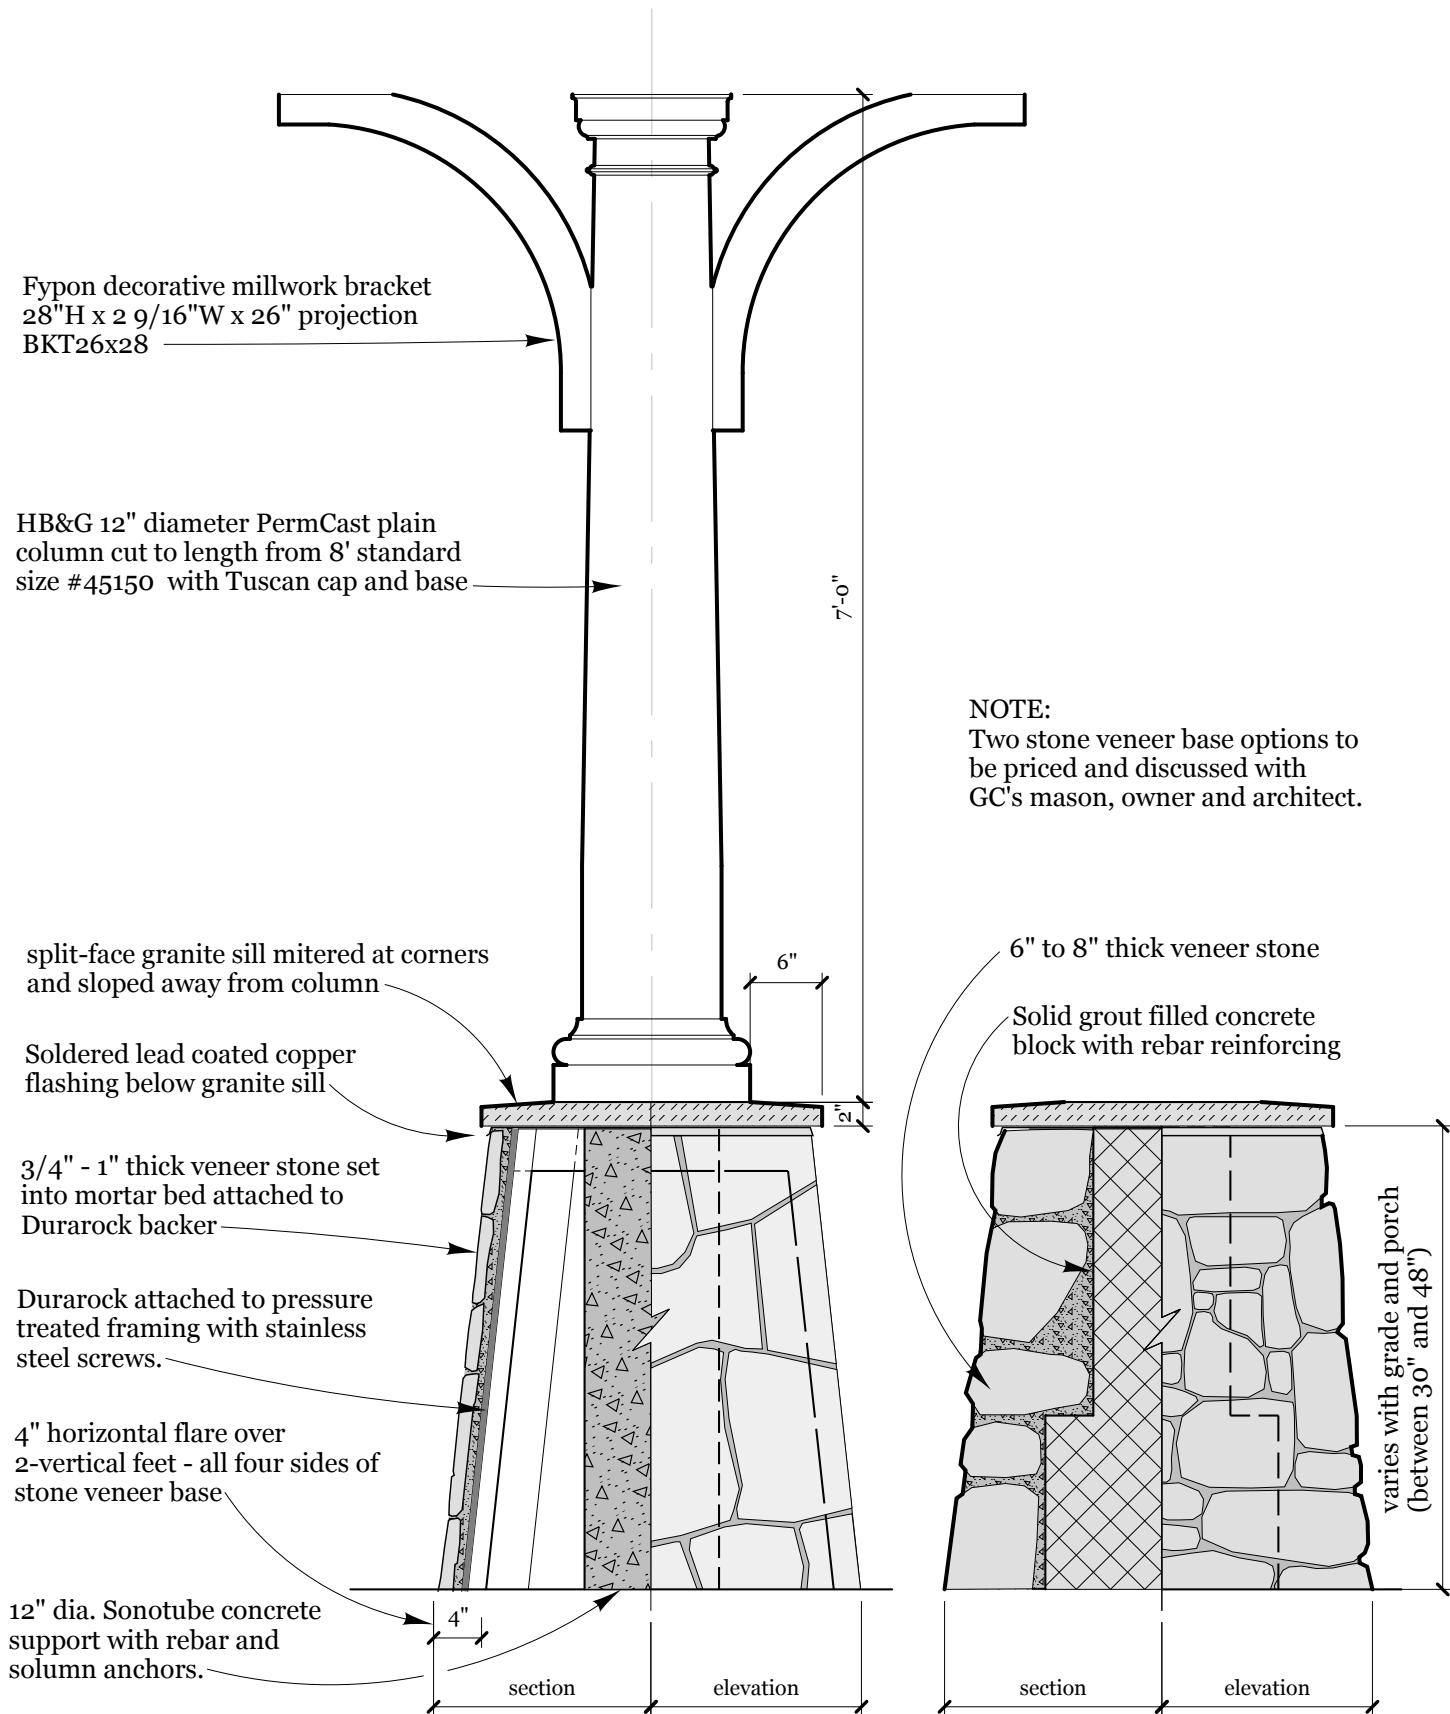 Fypon decorative millwork bracket
28"H x 2 9/16"W x 26" projection
BKT26x28
HB&G 12" diameter PermCast plain
column cut to length from 8' standard
size #45150 with Tuscan cap and base
7'-0"
NOTE:
Two stone veneer base options to
be priced and discussed with
GC's mason, owner and architect.
split-face granite sill mitered at corners
and sloped away from column
6"
6" to 8" thick veneer stone
Soldered lead coated copper
flashing below granite sill
Solid grout filled concrete
block with rebar reinforcing
2"
3/4" - 1" thick veneer stone set
into mortar bed attached to
Durarock backer
varies with grade and porch
(between 30" and 48")
Durarock attached to pressure
treated framing with stainless
steel screws.
4" horizontal flare over
2-vertical feet - all four sides of
stone veneer base
12" dia. Sonotube concrete
support with rebar and
solumn anchors.
4"
section
elevation
section
elevation